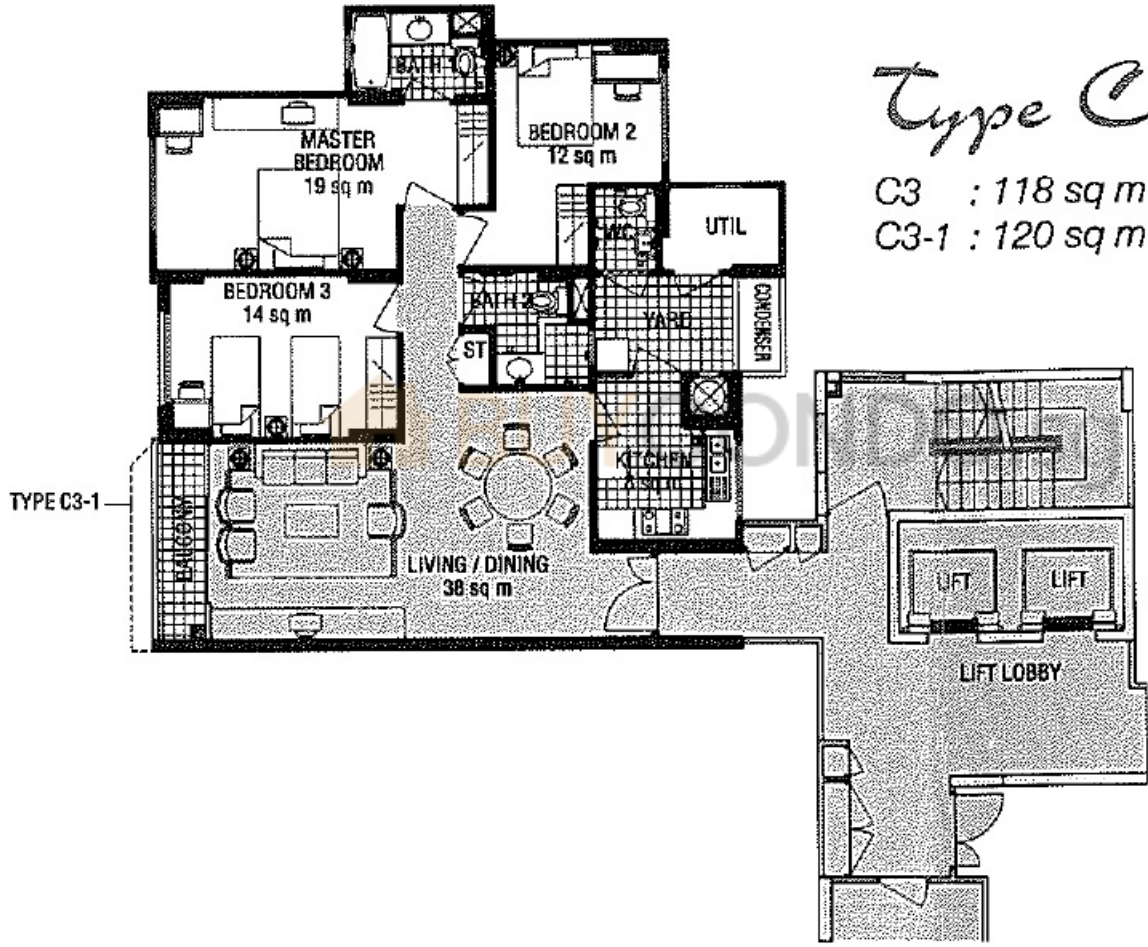 Type C
C3 : 118 sq m
C3-1 : 120 sq m
BATH 1
MASTER
BEDROOM
19 sq m
BEDROOM 2
12 sq m
WC
UTIL
BEDROOM 3
14 sq m
BATH 2
YARD
CONDENSER
ST
KITCHEN
TYPE C3-1
BALCONY
LIVING / DINING
38 sq m
LIFT
LIFT
LIFT LOBBY